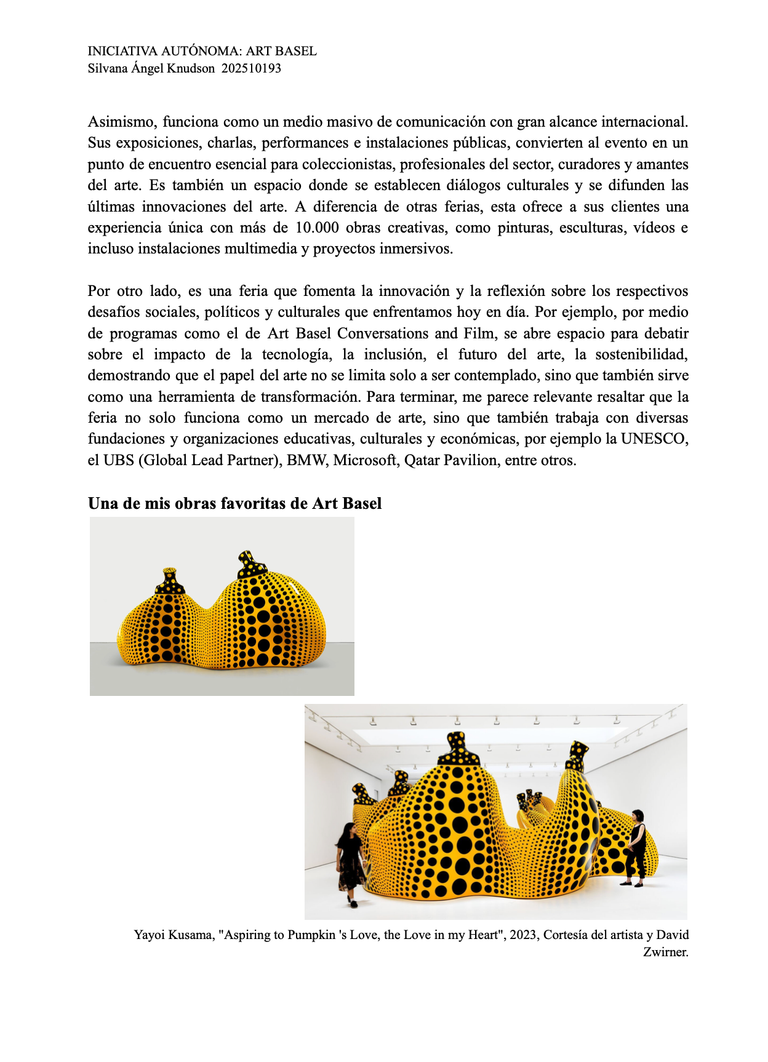 INICIATIVA AUTÓNOMA: ART BASEL
Silvana Ángel Knudson 202510193
Asimismo, funciona como un medio masivo de comunicación con gran alcance internacional.
Sus exposiciones, charlas, performances e instalaciones públicas, convierten al evento en un
punto de encuentro esencial para coleccionistas, profesionales del sector, curadores y amantes
del arte. Es también un espacio donde se establecen diálogos culturales y se difunden las
últimas innovaciones del arte. A diferencia de otras ferias, esta ofrece a sus clientes una
experiencia única con más de 10.000 obras creativas, como pinturas, esculturas, vídeos e
incluso instalaciones multimedia y proyectos inmersivos.
Por otro lado, es una feria que fomenta la innovación y la reflexión sobre los respectivos
desafíos sociales, políticos y culturales que enfrentamos hoy en día. Por ejemplo, por medio
de programas como el de Art Basel Conversations and Film, se abre espacio para debatir
sobre el impacto de la tecnología, la inclusión, el futuro del arte, la sostenibilidad,
demostrando que el papel del arte no se limita solo a ser contemplado, sino que también sirve
como una herramienta de transformación. Para terminar, me parece relevante resaltar que la
feria no solo funciona como un mercado de arte, sino que también trabaja con diversas
fundaciones y organizaciones educativas, culturales y económicas, por ejemplo la UNESCO,
el UBS (Global Lead Partner), BMW, Microsoft, Qatar Pavilion, entre otros.
Una de mis obras favoritas de Art Basel
Yayoi Kusama, "Aspiring to Pumpkin 's Love, the Love in my Heart", 2023, Cortesía del artista y David
Zwirner.